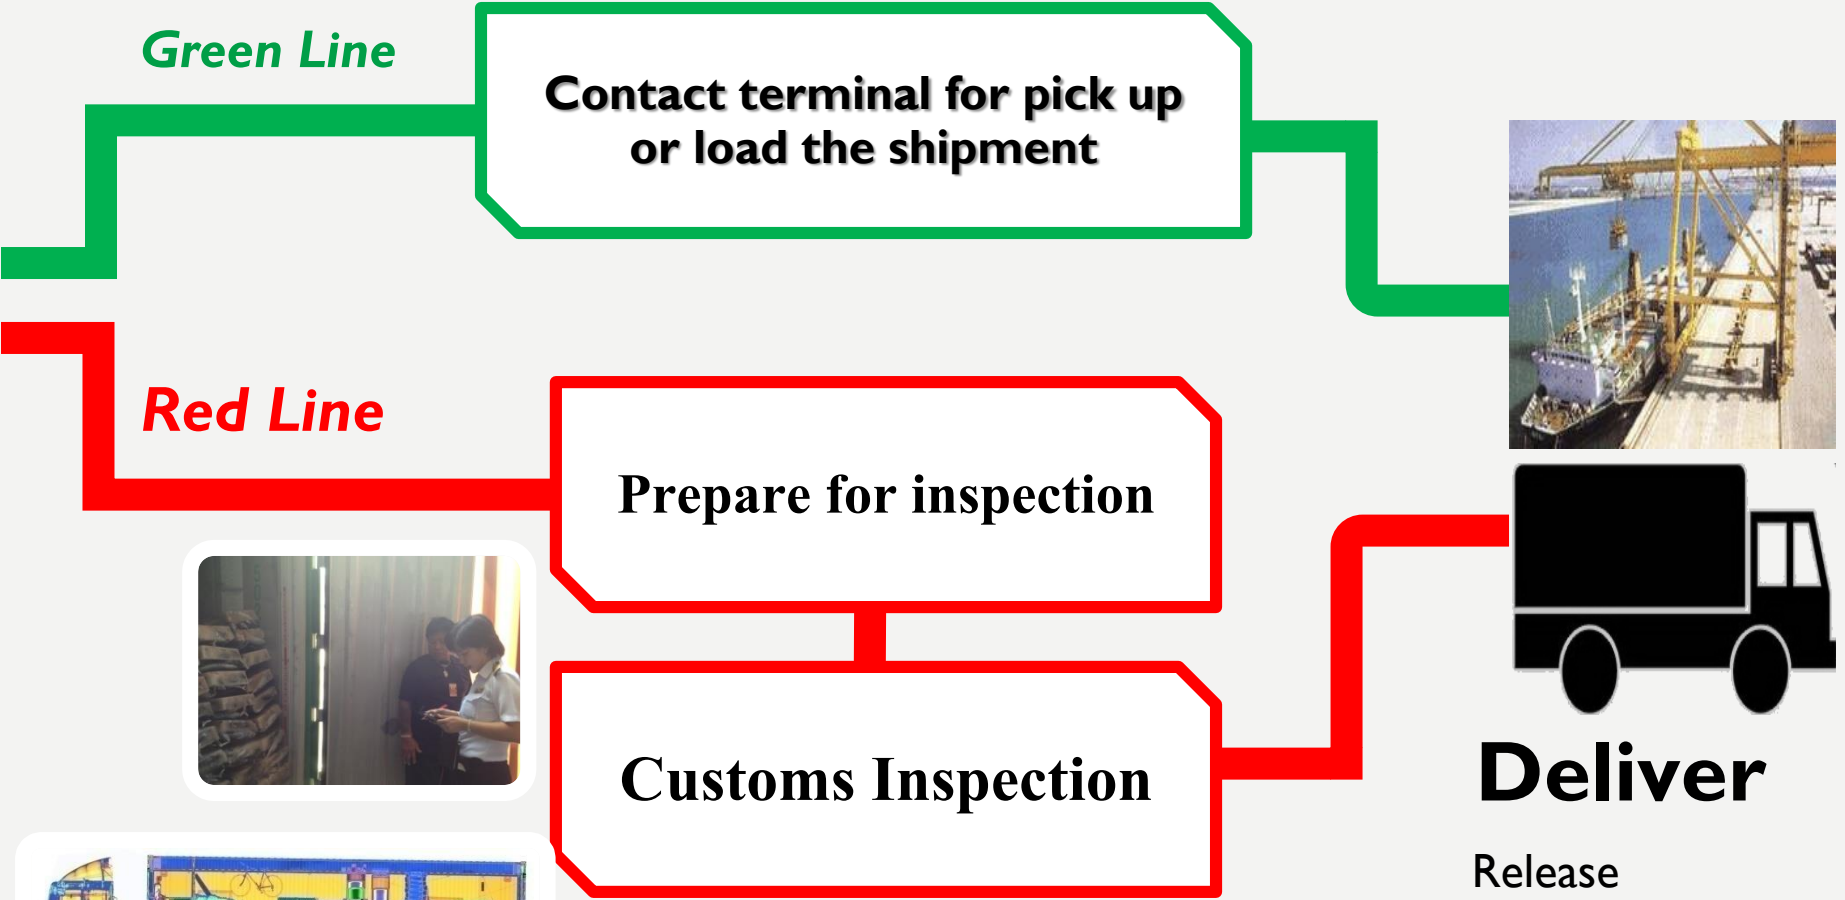 Green Line
Contact terminal for pick up
or load the shipment
Red Line
Prepare for inspection
Customs Inspection
Deliver
Release